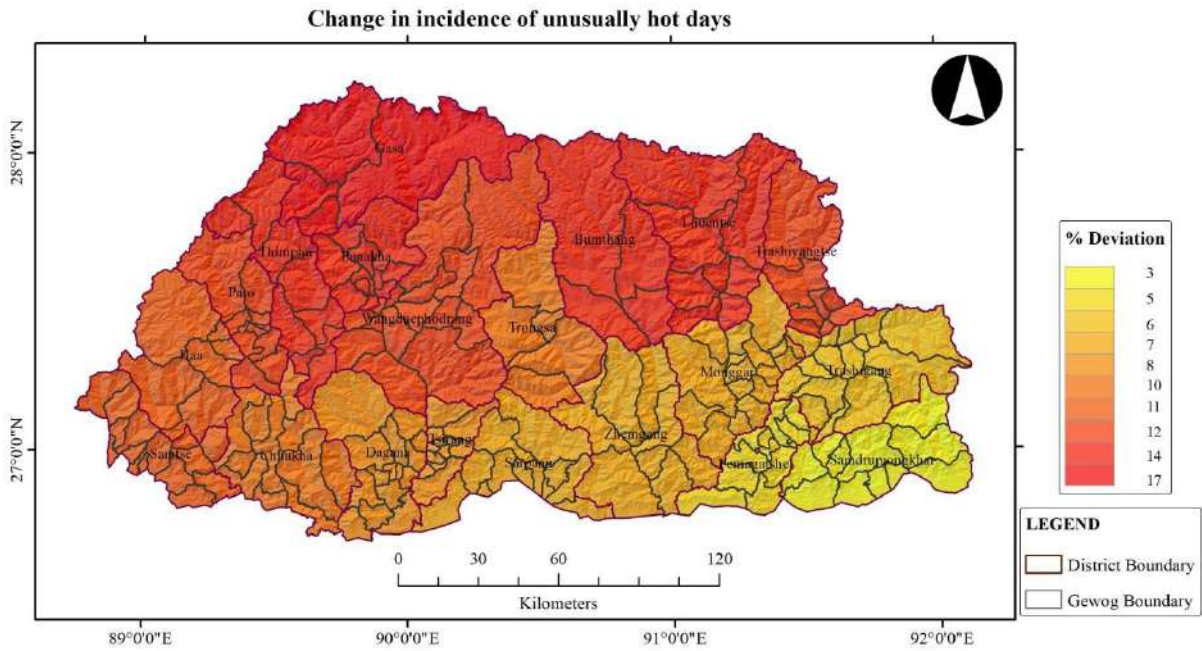 Change in incidence of unusually hot days
28°0'0"N
27°0'0"N
Gasa
Bumthang
Lhuentse
Trashiyangtse
Thimphu
Punakha
Paro
Wangduephodrang
Trongsa
Haa
Monggar
Trashigang
Zhemgang
Samtse
Chhukha
Dagana
Tsirang
Sarpang
Pemagatshel
Samdrupjongkhar
% Deviation
3
5
6
7
8
10
11
12
14
17
LEGEND
District Boundary
Gewog Boundary
0 30 60 120
Kilometers
89°0'0"E 90°0'0"E 91°0'0"E 92°0'0"E